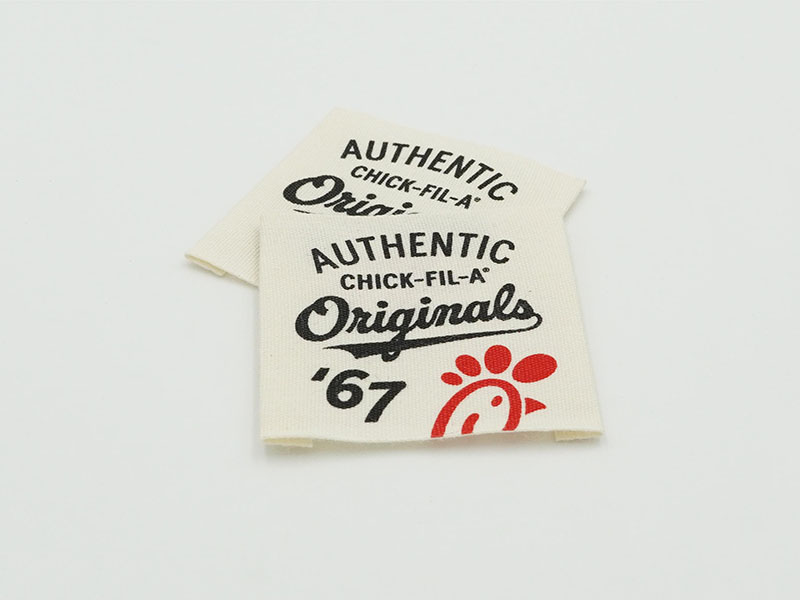 AUTHENTIC
CHICK-FIL-A®
AUTHENTIC
CHICK-FIL-A®
Originals
'67